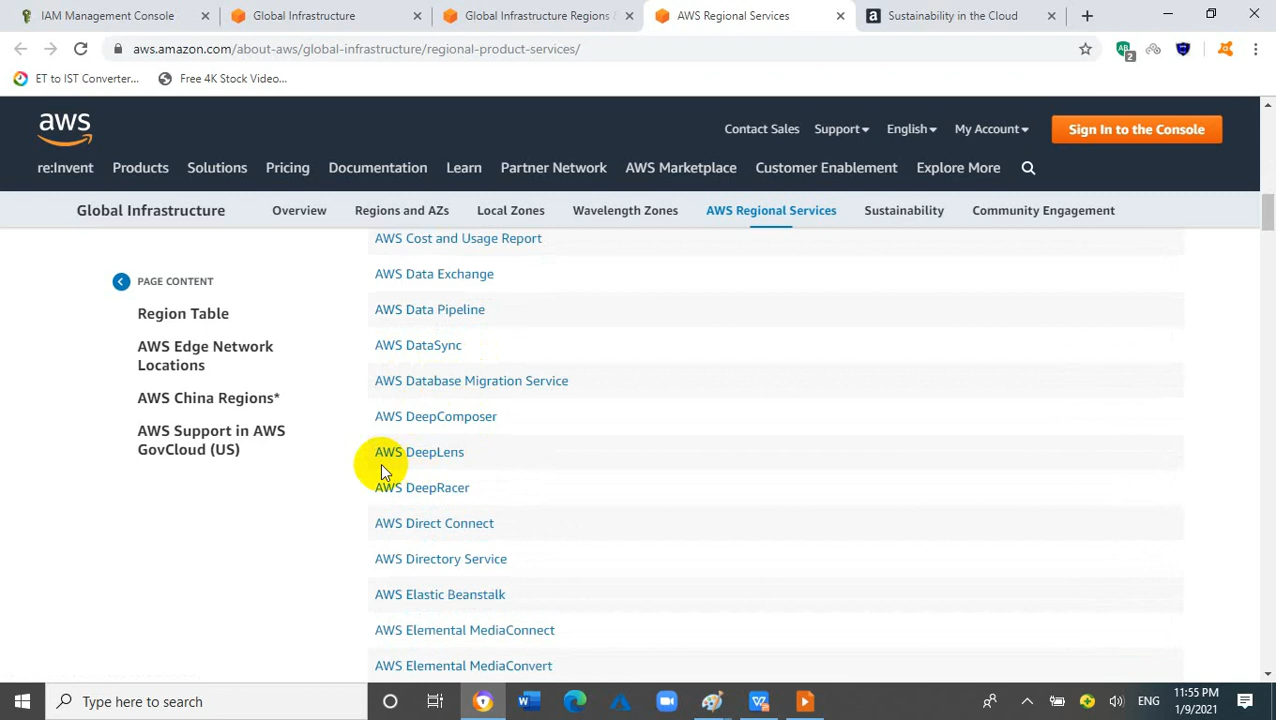 IAM Management Console
Global Infrastructure
Global Infrastructure Regions &
AWS Regional Services
Sustainability in the Cloud
aws.amazon.com/about-aws/global-infrastructure/regional-product-services/
2
ET to IST Converter...
Free 4K Stock Video...
aws
Contact Sales
Support
English
My Account
Sign In to the Console
re:Invent
Products
Solutions
Pricing
Documentation
Learn
Partner Network
AWS Marketplace
Customer Enablement
Explore More
Global Infrastructure
Overview
Regions and AZs
Local Zones
Wavelength Zones
AWS Regional Services
Sustainability
Community Engagement
PAGE CONTENT
Region Table
AWS Edge Network
Locations
AWS China Regions*
AWS Support in AWS
GovCloud (US)
AWS Cost and Usage Report
AWS Data Exchange
AWS Data Pipeline
AWS DataSync
AWS Database Migration Service
AWS DeepComposer
AWS DeepLens
AWS DeepRacer
AWS Direct Connect
AWS Directory Service
AWS Elastic Beanstalk
AWS Elemental MediaConnect
AWS Elemental MediaConvert
Type here to search
ENG
11:55 PM
1/9/2021